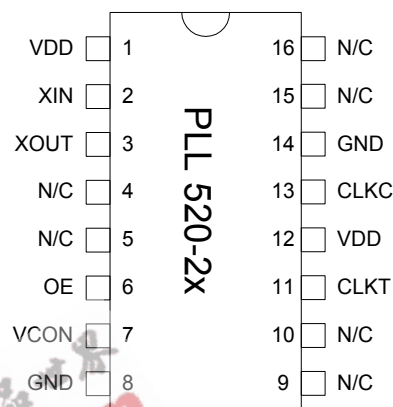 VDD 1 16 N/C
XIN 2 15 N/C
XOUT 3 14 GND
N/C 4 13 CLKC
N/C 5 12 VDD
OE 6 11 CLKT
VCON 7 10 N/C
GND 8 9 N/C
PLL 520-2x